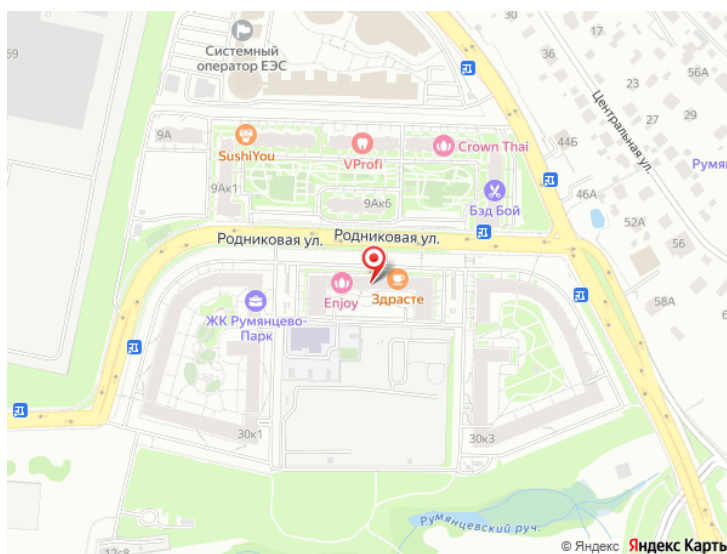 30
17
59
Системный
оператор ЕЭС
23
56А
27
29
Центральная ул.
9А
SushiYou
VProfi
Crown Thai
44Б
Румя
9Ак1
9Ак6
Бэд Бой
46А
52А
56
Родниковая ул.
Родниковая ул.
58А
Enjoy
Здрасте
ЖК Румянцево-
Парк
30к1
30к3
Румянцевский руч.
12с8
© Яндекс Яндекс Карты